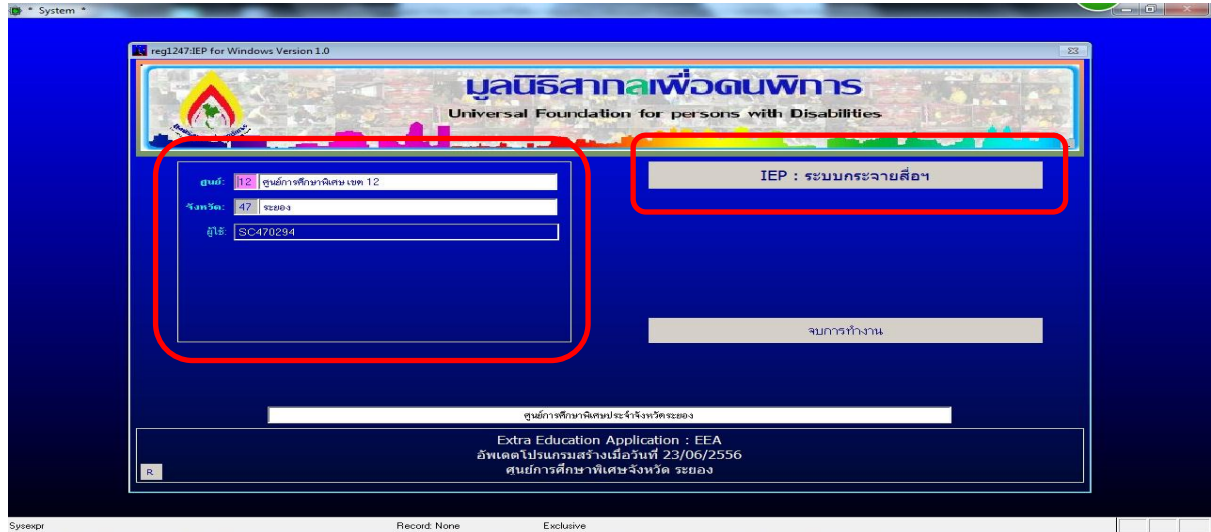 * System *
reg1247:IEP for Windows Version 1.0
มูลนิธิสากลเพื่อคนพิการ
Universal Foundation for persons with Disabilities
ศูนย์: 12 ศูนย์การศึกษาพิเศษ เขต 12
จังหวัด: 47 ระยอง
ผู้ใช้: SC470294
IEP : ระบบกระจายสื่อฯ
จบการทำงาน
ศูนย์การศึกษาพิเศษประจำจังหวัดระยอง
Extra Education Application : EEA
อัพเดตโปรแกรมสร้างเมื่อวันที่ 23/06/2556
ศูนย์การศึกษาพิเศษจังหวัด ระยอง
R
Sysexpr Record: None Exclusive